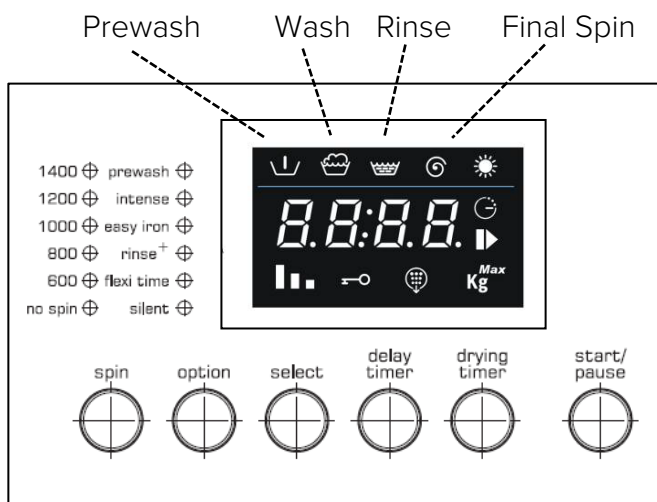 Prewash Wash Rinse Final Spin
1400 prewash
1200 intense
1000 easy iron
800 rinse+
600 flexi time
no spin silent
8.8:8.8.
Kg Max
spin option select delay timer drying timer start/pause